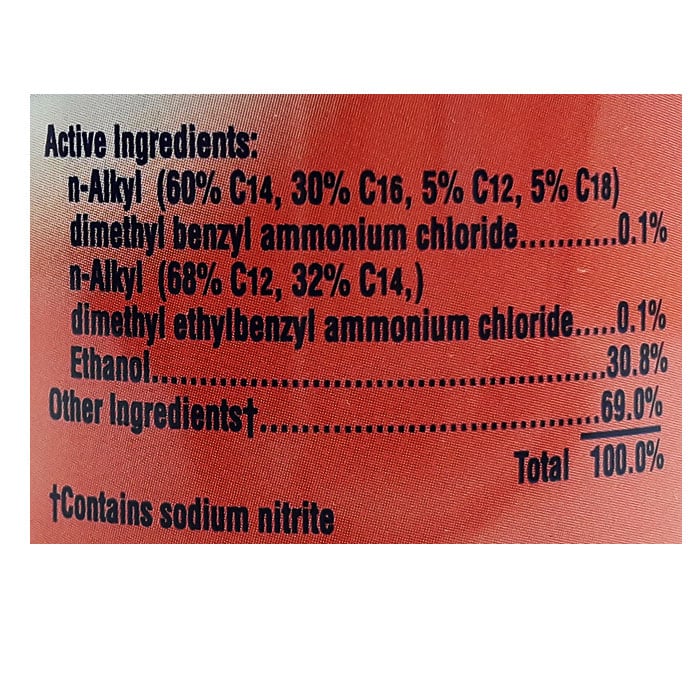 Active Ingredients:
n-Alkyl (60% C14, 30% C16, 5% C12, 5% C18)
dimethyl benzyl ammonium chloride...........0.1%
n-Alkyl (68% C12, 32% C14,)
dimethyl ethylbenzyl ammonium chloride.....0.1%
Ethanol.................................................30.8%
Other Ingredients†....................................69.0%
Total 100.0%
†Contains sodium nitrite